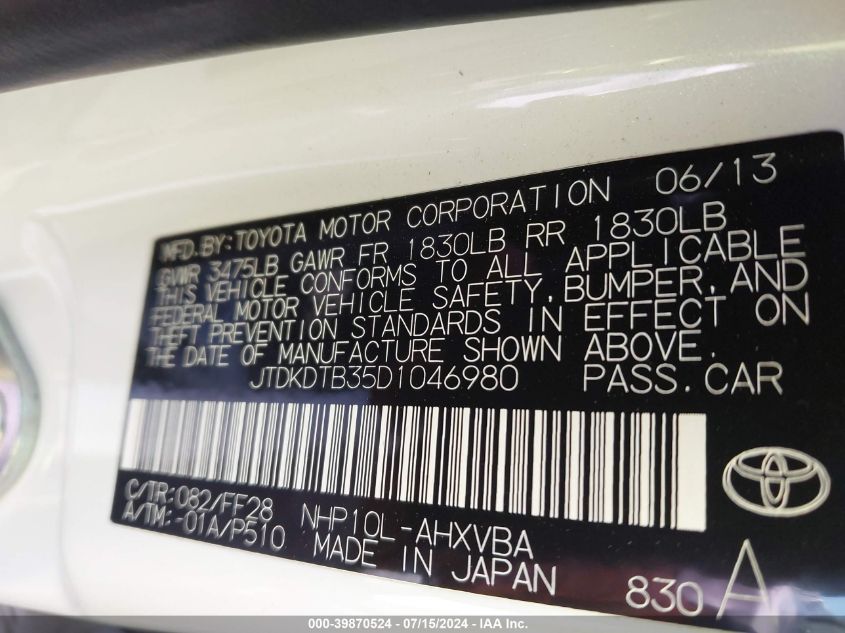 MFD.BY:TOYOTA MOTOR CORPORATION 06/13
GVWR 3475LB GAWR FR 1830LB RR 1830LB
THIS VEHICLE CONFORMS TO ALL APPLICABLE
FEDERAL MOTOR VEHICLE SAFETY,BUMPER,AND
THEFT PREVENTION STANDARDS IN EFFECT ON
THE DATE OF MANUFACTURE SHOWN ABOVE.
JTDKDTB35D1046980 PASS.CAR
C/TR:082/FF28
A/TM:-01A/P510
NHP10L-AHXVBA
MADE IN JAPAN
830 A
000-39870524 - 07/15/2024 - IAA Inc.